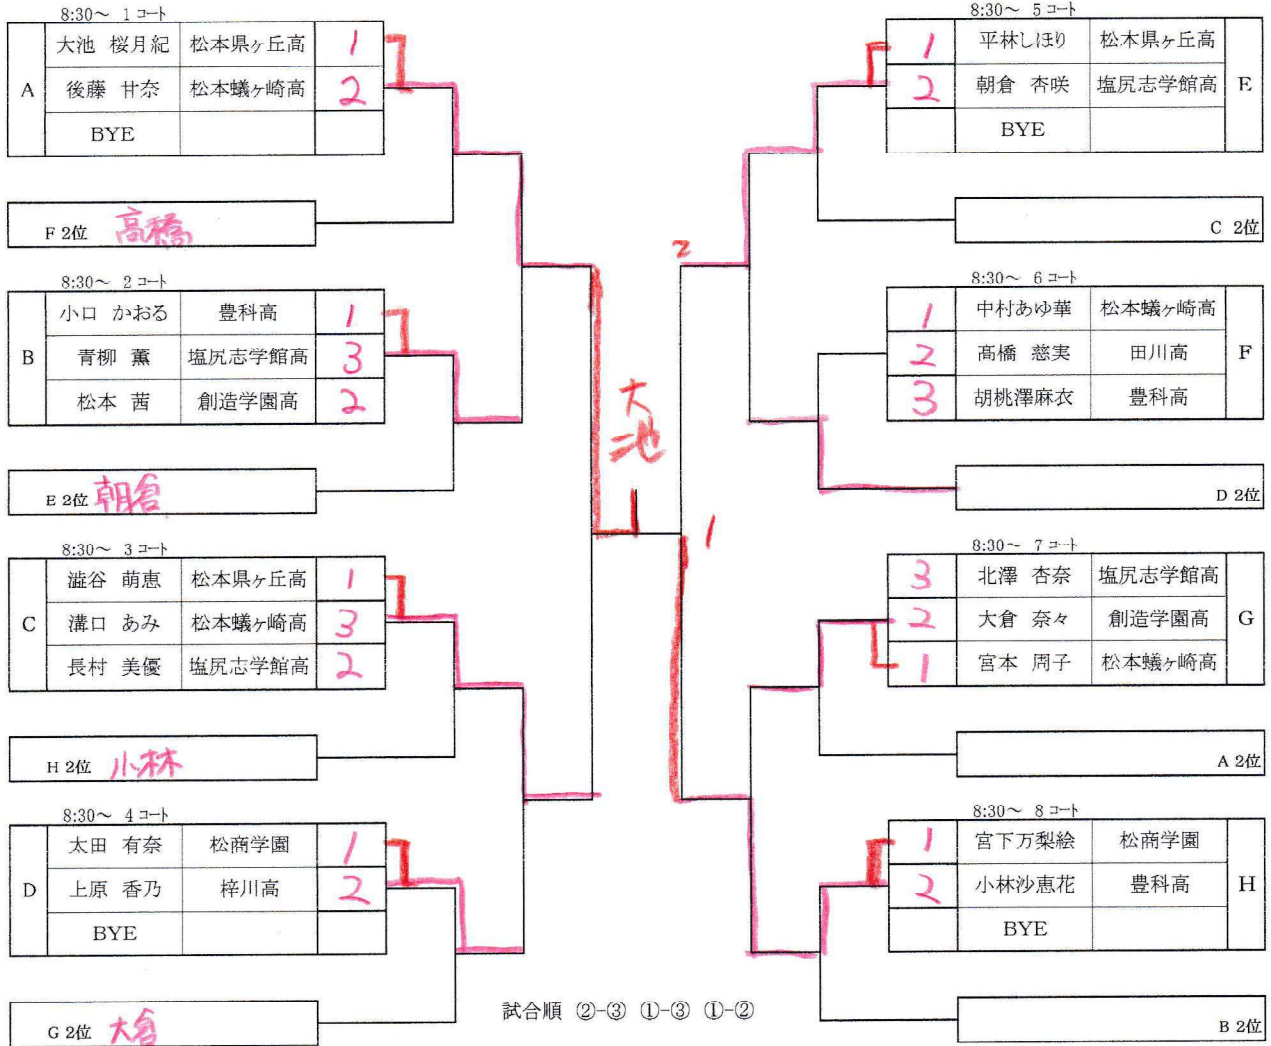 8:30~ 1コート
A
大池 桜月紀 松本県ヶ丘高 1
後藤 甘奈 松本蟻ヶ崎高 2
BYE
F 2位 高橋
8:30~ 2コート
B
小口 かおる 豊科高 1
青柳 薫 塩尻志学館高 3
松本 茜 創造学園高 2
E 2位 朝倉
8:30~ 3コート
C
澁谷 萌恵 松本県ヶ丘高 1
溝口 あみ 松本蟻ヶ崎高 3
長村 美優 塩尻志学館高 2
H 2位 小林
8:30~ 4コート
D
太田 有奈 松商学園 1
上原 香乃 梓川高 2
BYE
G 2位 大倉
大池
2
1
試合順 ②-③ ①-③ ①-②
8:30~ 5コート
E
1 平林しほり 松本県ヶ丘高
2 朝倉 杏咲 塩尻志学館高
BYE
C 2位
8:30~ 6コート
F
1 中村あゆ華 松本蟻ヶ崎高
2 髙橋 慈実 田川高
3 胡桃澤麻衣 豊科高
D 2位
8:30~ 7コート
G
3 北澤 杏奈 塩尻志学館高
2 大倉 奈々 創造学園高
1 宮本 周子 松本蟻ヶ崎高
A 2位
8:30~ 8コート
H
1 宮下万梨絵 松商学園
2 小林沙恵花 豊科高
BYE
B 2位